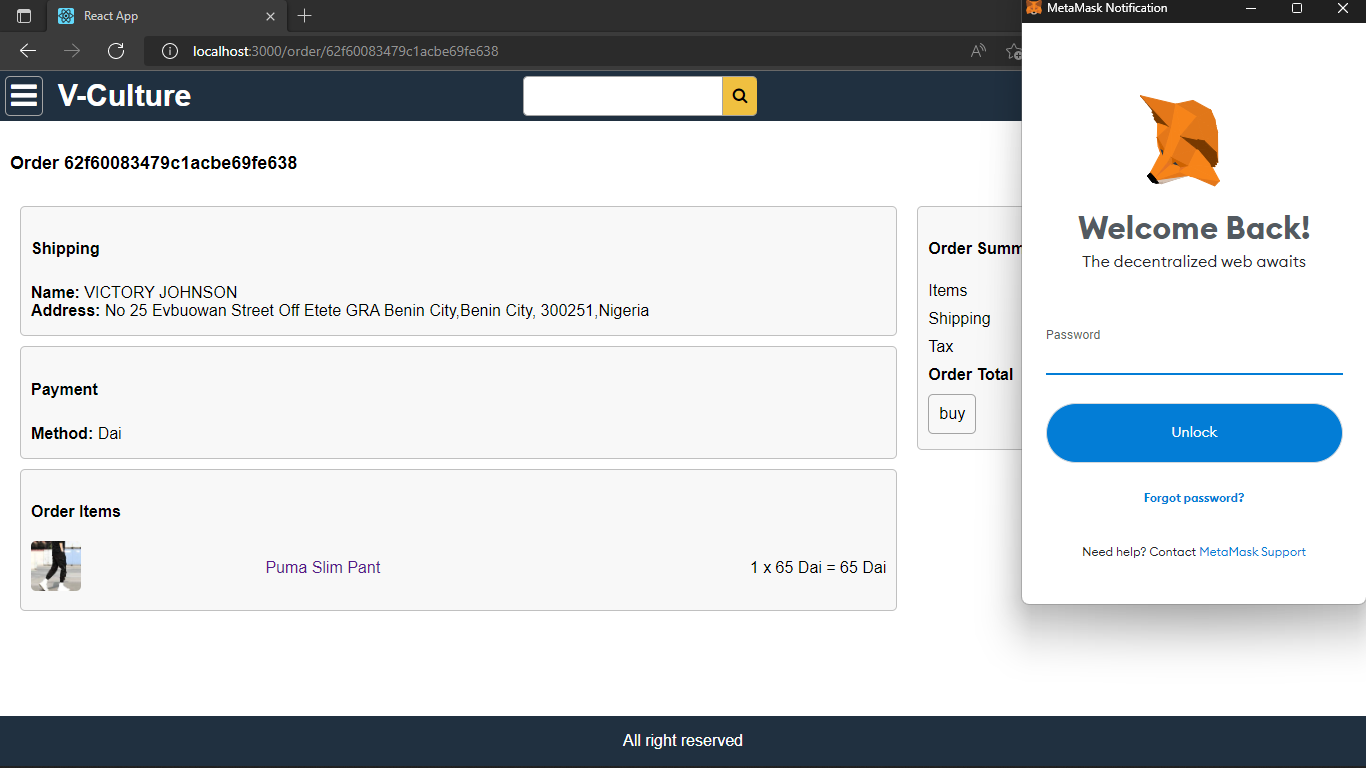 React App
localhost:3000/order/62f60083479c1acbe69fe638
V-Culture
Order 62f60083479c1acbe69fe638
Shipping
Name: VICTORY JOHNSON
Address: No 25 Evbuowan Street Off Etete GRA Benin City,Benin City, 300251,Nigeria
Payment
Method: Dai
Order Items
Puma Slim Pant
1 x 65 Dai = 65 Dai
Order Summ
Items
Shipping
Tax
Order Total
buy
All right reserved
MetaMask Notification
Welcome Back!
The decentralized web awaits
Password
Unlock
Forgot password?
Need help? Contact MetaMask Support